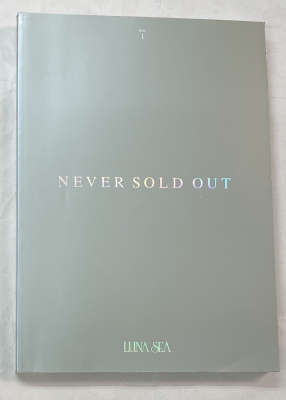 1
NEVER SOLD OUT
LUNA SEA